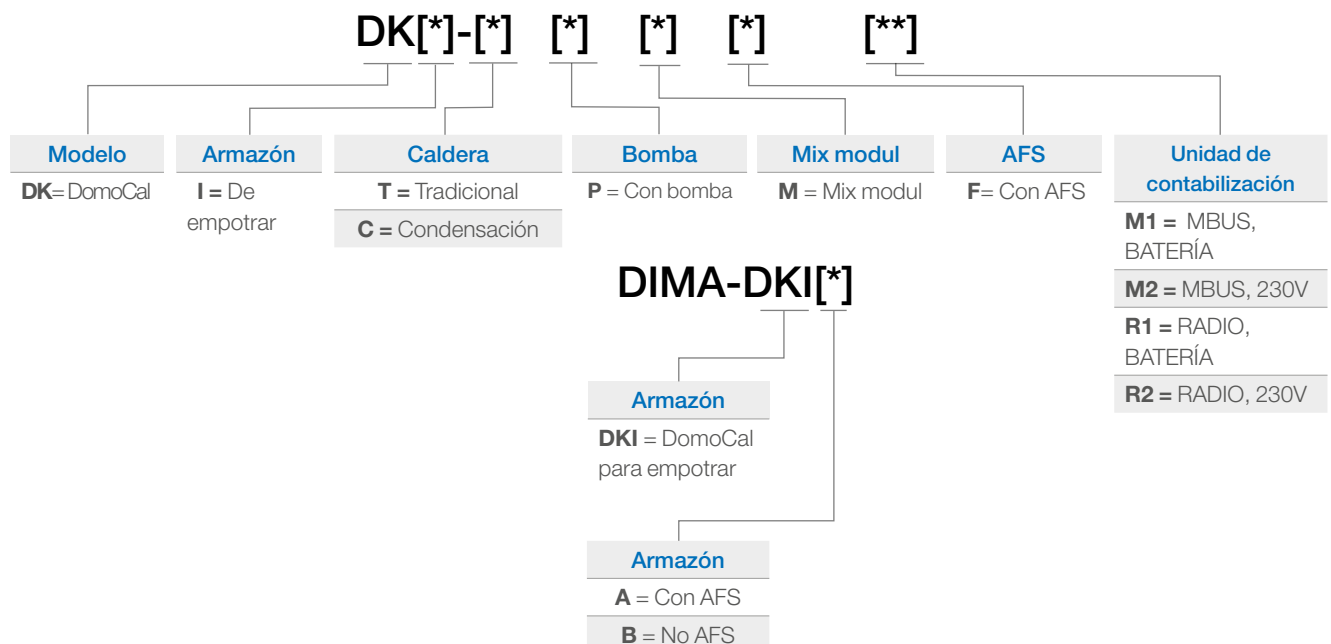 DK[*]-[*] [*] [*] [*] [**]
Modelo
DK= DomoCal
Armazón
I = De
empotrar
Caldera
T = Tradicional
C = Condensación
Bomba
P = Con bomba
Mix modul
M = Mix modul
AFS
F= Con AFS
Unidad de
contabilización
M1 = MBUS,
BATERÍA
M2 = MBUS, 230V
R1 = RADIO,
BATERÍA
R2 = RADIO, 230V
DIMA-DKI[*]
Armazón
DKI = DomoCal
para empotrar
Armazón
A = Con AFS
B = No AFS